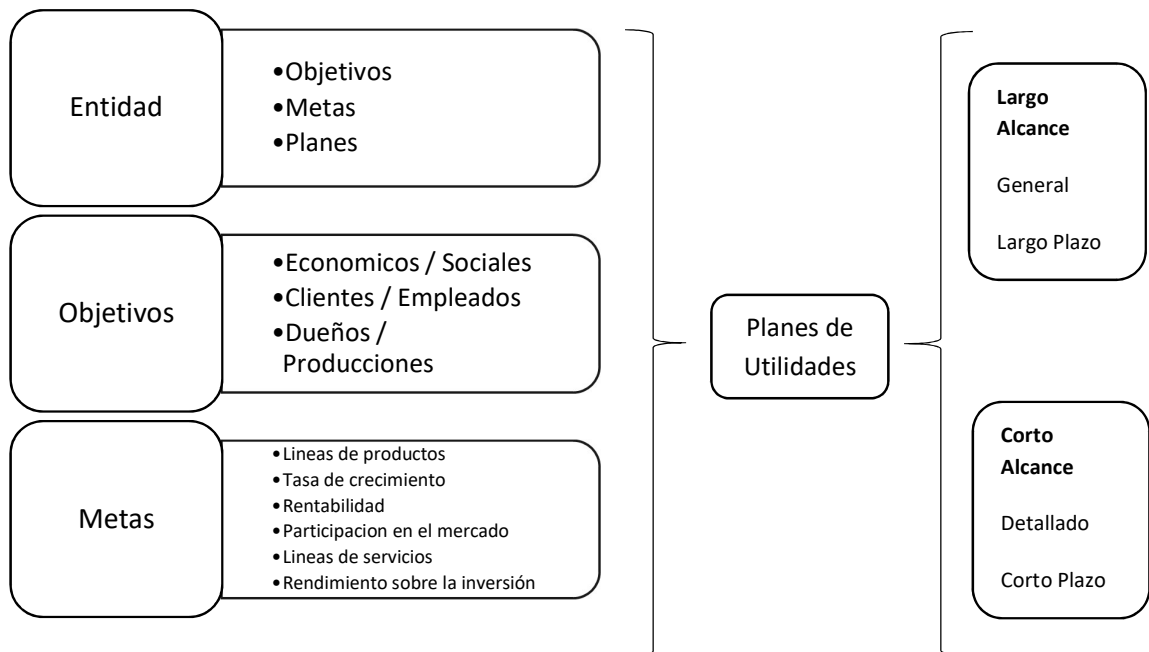 Entidad
•Objetivos
•Metas
•Planes
Objetivos
•Economicos / Sociales
•Clientes / Empleados
•Dueños /
Producciones
Metas
•Lineas de productos
•Tasa de crecimiento
•Rentabilidad
•Participacion en el mercado
•Lineas de servicios
•Rendimiento sobre la inversión
Planes de
Utilidades
Largo
Alcance
General
Largo Plazo
Corto
Alcance
Detallado
Corto Plazo